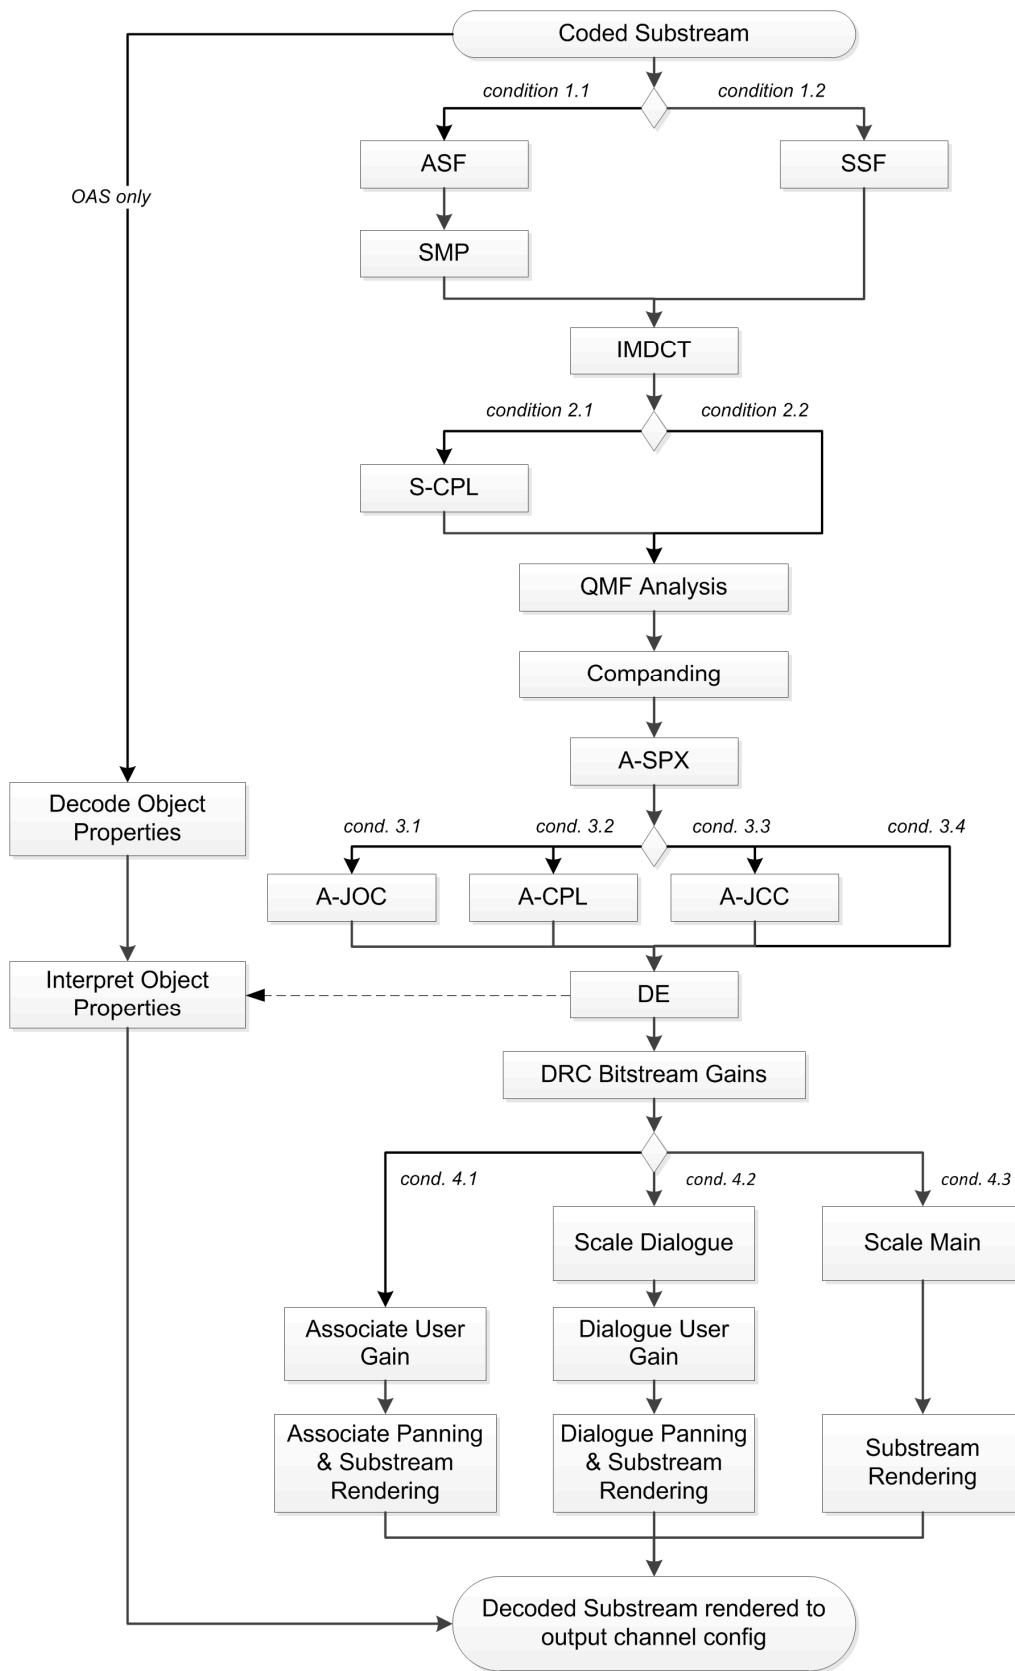 Coded Substream
condition 1.1
condition 1.2
ASF
SSF
OAS only
SMP
IMDCT
condition 2.1
condition 2.2
S-CPL
QMF Analysis
Companding
A-SPX
Decode Object
Properties
cond. 3.1
cond. 3.2
cond. 3.3
cond. 3.4
A-JOC
A-CPL
A-JCC
Interpret Object
Properties
DE
DRC Bitstream Gains
cond. 4.1
cond. 4.2
cond. 4.3
Scale Dialogue
Scale Main
Associate User
Gain
Dialogue User
Gain
Associate Panning
& Substream
Rendering
Dialogue Panning
& Substream
Rendering
Substream
Rendering
Decoded Substream rendered to
output channel config